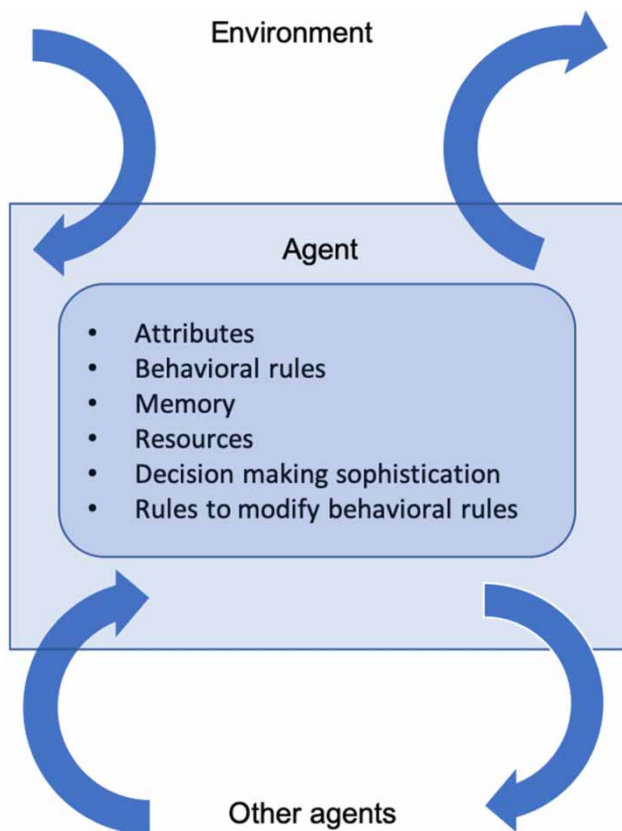 Environment
Agent
• Attributes
• Behavioral rules
• Memory
• Resources
• Decision making sophistication
• Rules to modify behavioral rules
Other agents